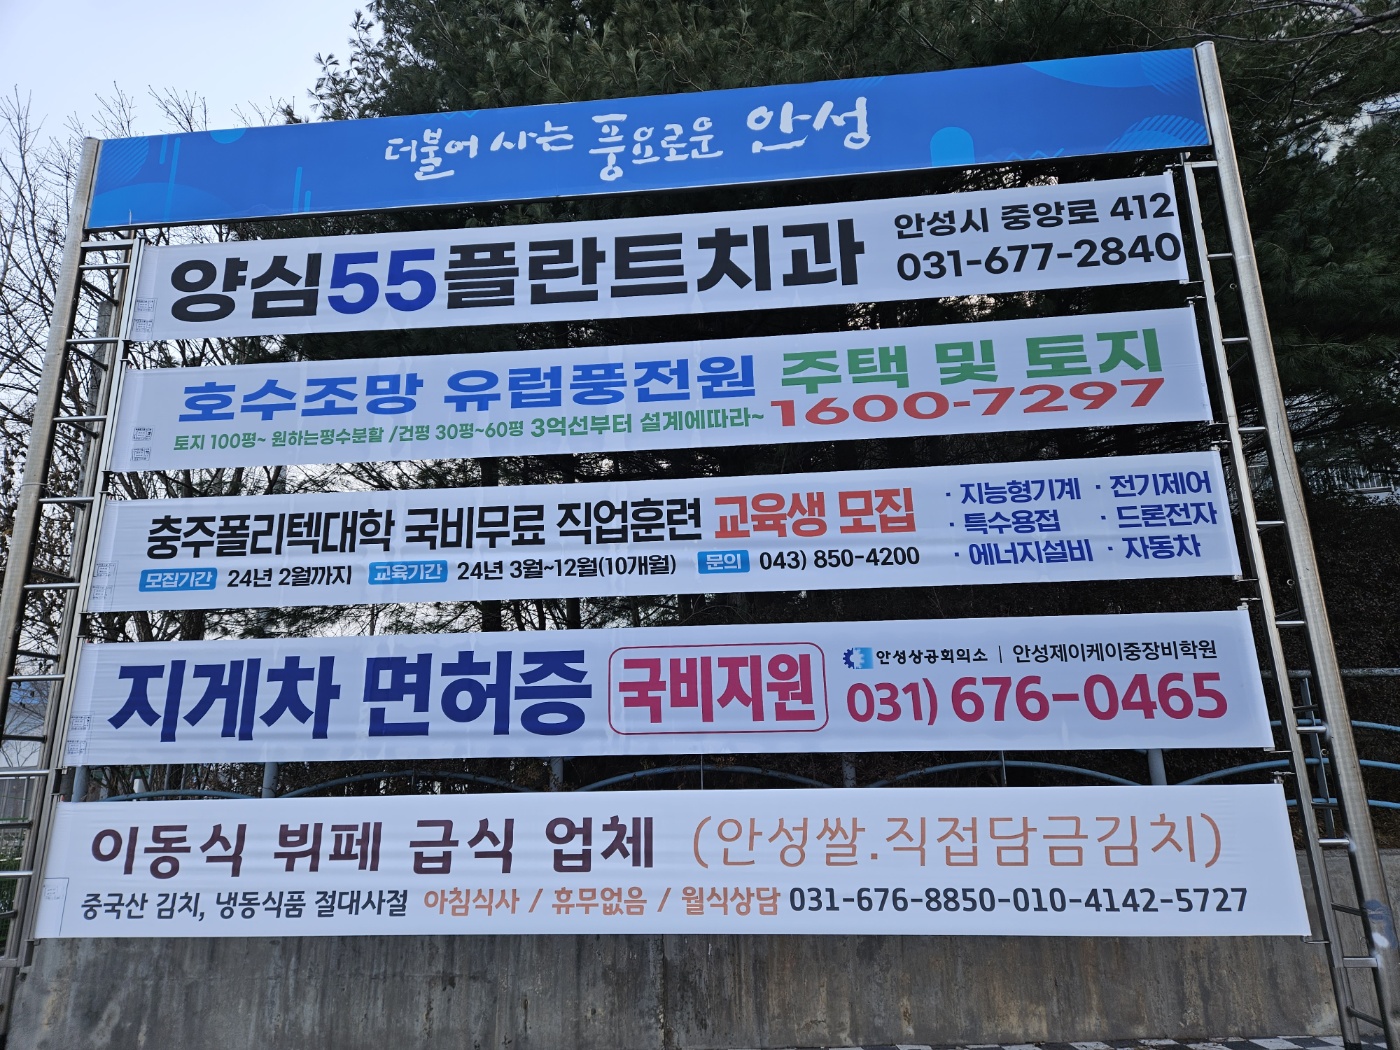 더불어 사는 풍요로운 안성
양심55플란트치과
안성시 중앙로 412
031-677-2840
호수조망 유럽풍전원 주택 및 토지
토지 100평~ 원하는평수분할 /건평 30평~60평 3억선부터 설계에따라~
1600-7297
충주폴리텍대학 국비무료 직업훈련 교육생 모집
모집기간 24년 2월까지 교육기간 24년 3월~12월(10개월) 문의 043) 850-4200
· 지능형기계 · 전기제어
· 특수용접 · 드론전자
· 에너지설비 · 자동차
지게차 면허증 국비지원
안성상공회의소 | 안성제이케이중장비학원
031) 676-0465
이동식 뷔페 급식 업체 (안성쌀.직접담금김치)
중국산 김치, 냉동식품 절대사절 아침식사 / 휴무없음 / 월식상담 031-676-8850-010-4142-5727